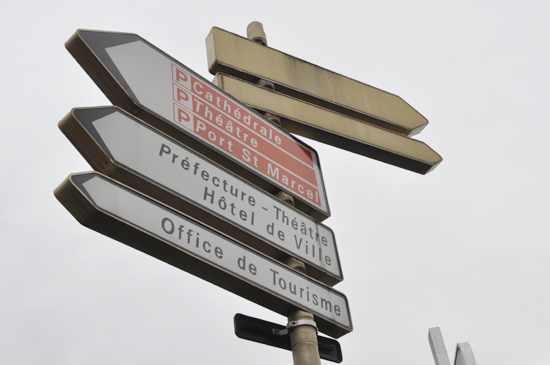 P Cathédrale
P Théâtre
P Port St Marcel
Préfecture - Théâtre
Hôtel de Ville
Office de Tourisme